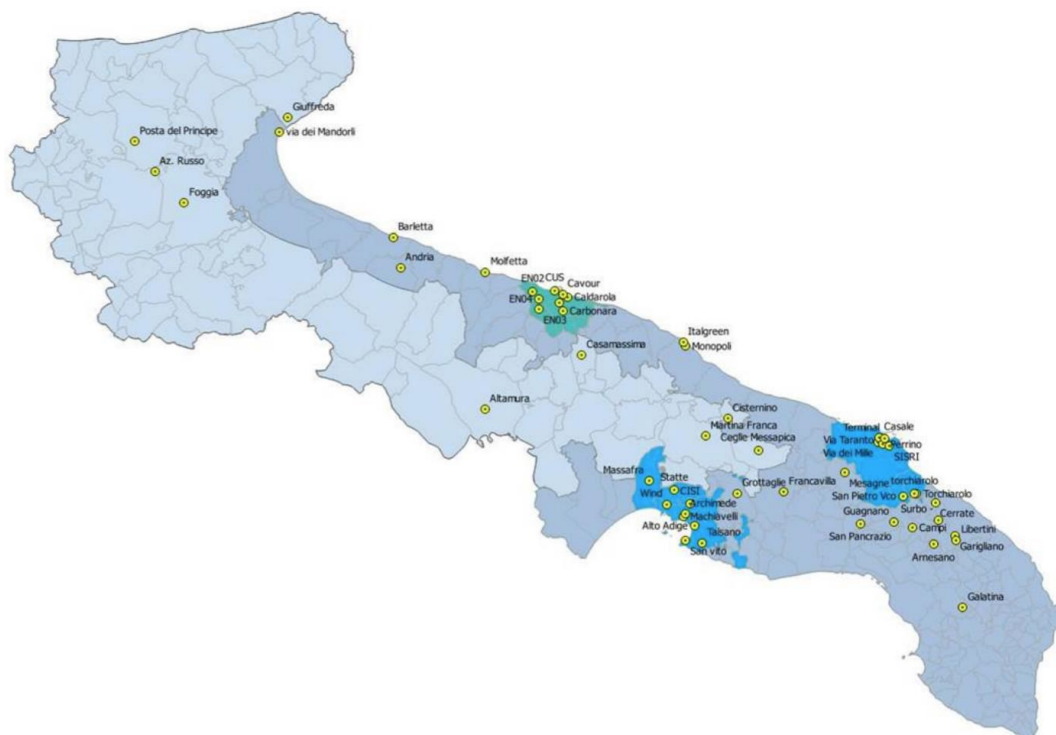 Giuffreda
via dei Mandorli
Posta del Principe
Az. Russo
Foggia
Barletta
Andria
Molfetta
EN02 CUS
Cavour
EN04
Caldarola
Carbonara
EN03
Italgreen
Monopoli
Casamassima
Altamura
Cisternino
Martina Franca
Ceglie Messapica
Terminal Casale
Via Taranto
Perrino
Via dei Mille
SISRI
Massafra
Statte
Mesagne
torchiarolo
Wind
CISI
Grottaglie
Francavilla
San Pietro Vco
Torchiarolo
Archimede
Machiavelli
Guagnano
Surbo
Cerrate
Alto Adige
Talsano
San Pancrazio
Campi
Libertini
San vito
Arnesano
Garigliano
Galatina